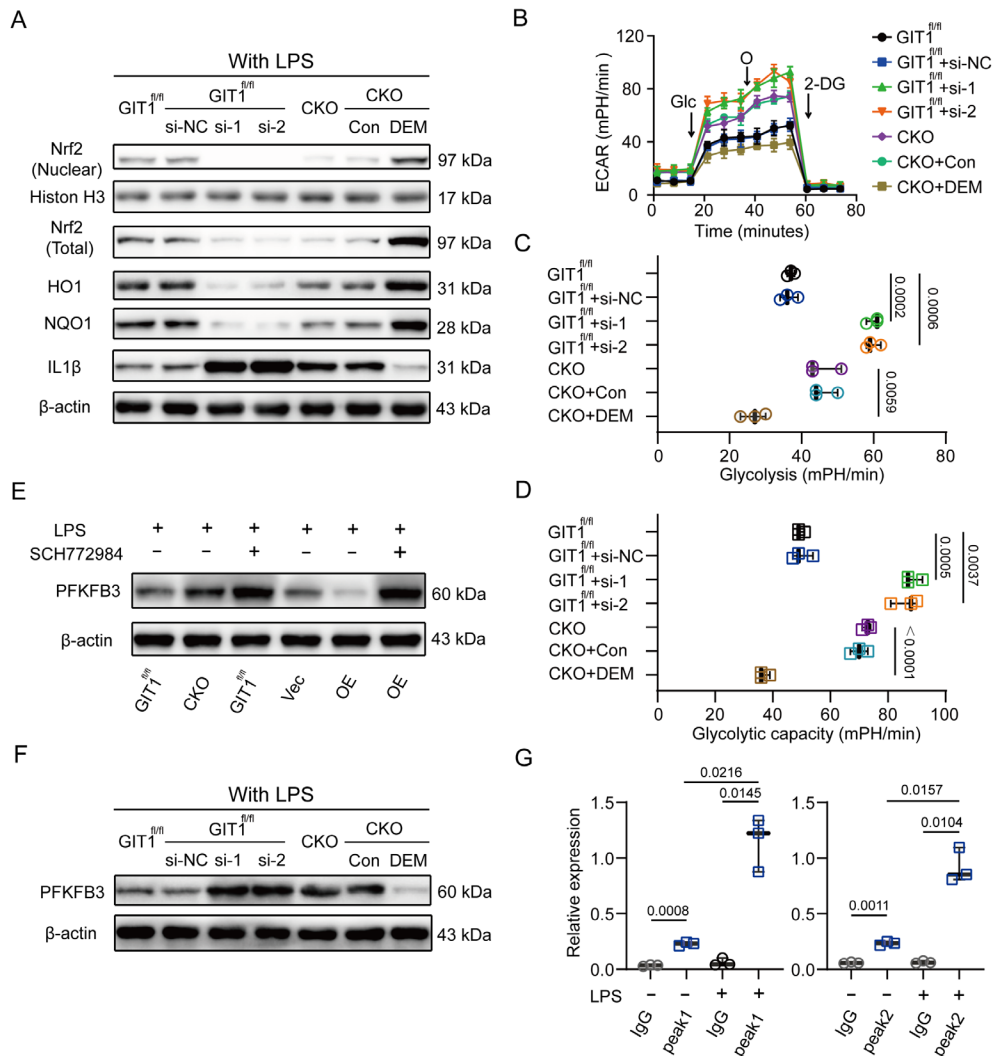 A
With LPS
GIT1fl/fl GIT1fl/fl CKO CKO
si-NC si-1 si-2 Con DEM
Nrf2 (Nuclear) 97 kDa
Histon H3 17 kDa
Nrf2 (Total) 97 kDa
HO1 31 kDa
NQO1 28 kDa
IL1β 31 kDa
β-actin 43 kDa
B
ECAR (mPH/min)
120
80
40
0
0 20 40 60 80
Time (minutes)
Glc
O
2-DG
GIT1fl/fl
GIT1fl/fl+si-NC
GIT1fl/fl+si-1
GIT1fl/fl+si-2
CKO
CKO+Con
CKO+DEM
C
GIT1fl/fl
GIT1fl/fl+si-NC
GIT1fl/fl+si-1
GIT1fl/fl+si-2
CKO
CKO+Con
CKO+DEM
0.0002
0.0006
0.0059
0 20 40 60 80
Glycolysis (mPH/min)
D
GIT1fl/fl
GIT1fl/fl+si-NC
GIT1fl/fl+si-1
GIT1fl/fl+si-2
CKO
CKO+Con
CKO+DEM
0.0005
0.0037
<0.0001
0 20 40 60 80 100
Glycolytic capacity (mPH/min)
E
LPS + + + + + +
SCH772984 − − + − − +
PFKFB3 60 kDa
β-actin 43 kDa
GIT1fl/fl CKO GIT1fl/fl Vec OE OE
F
With LPS
GIT1fl/fl GIT1fl/fl CKO CKO
si-NC si-1 si-2 Con DEM
PFKFB3 60 kDa
β-actin 43 kDa
G
Relative expression
1.5
1.0
0.5
0.0
0.0216
0.0145
0.0008
LPS − − + +
IgG peak1 IgG peak1
1.5
1.0
0.5
0.0
0.0157
0.0104
0.0011
− − + +
IgG peak2 IgG peak2